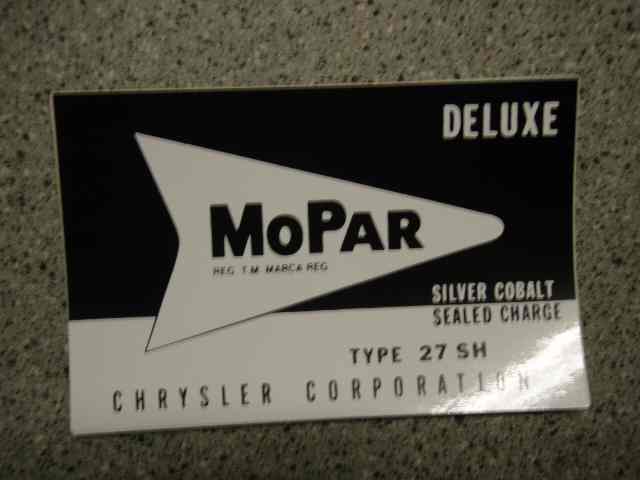 DELUXE
MoPAR
REG. T.M. MARCA REG
SILVER COBALT
SEALED CHARGE
TYPE 27 SH
CHRYSLER CORPORATION